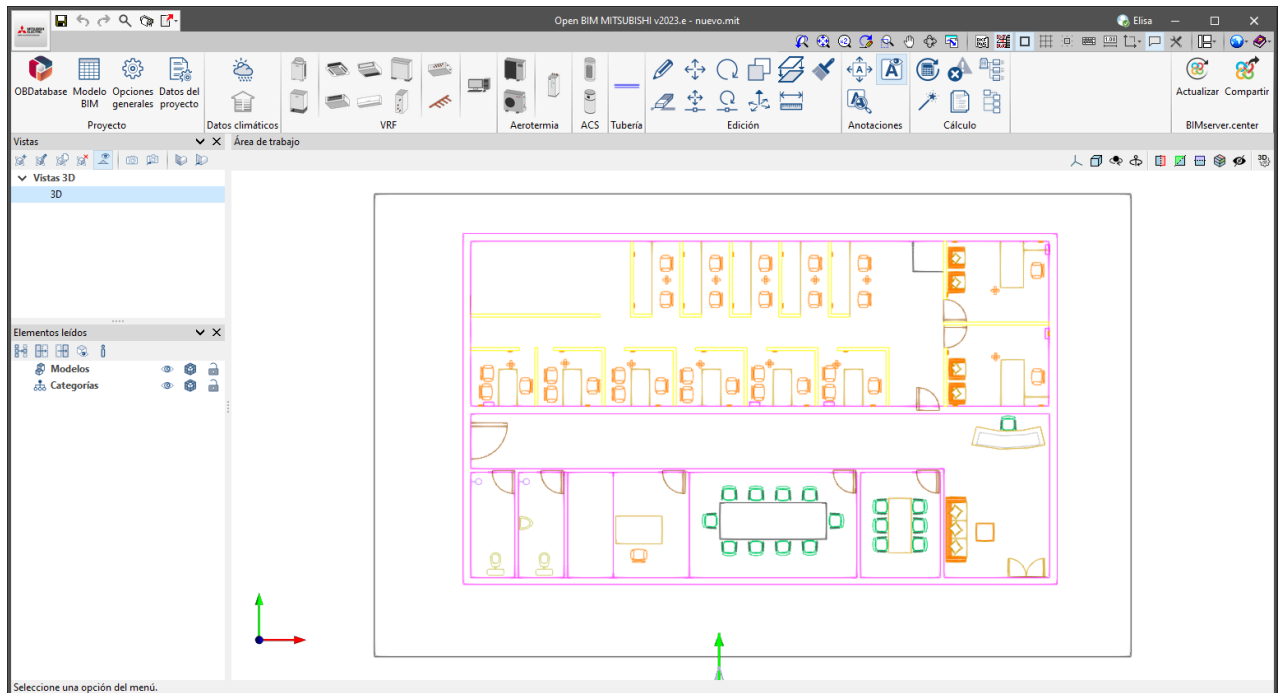 Open BIM MITSUBISHI v2023.e - nuevo.mit
Elisa
OBDatabase
Modelo BIM
Opciones generales
Datos del proyecto
Proyecto
Datos climáticos
VRF
Aerotermia
ACS
Tubería
Edición
Anotaciones
Cálculo
Actualizar
Compartir
BIMserver.center
Vistas
Área de trabajo
Vistas 3D
3D
Elementos leídos
Modelos
Categorías
Seleccione una opción del menú.